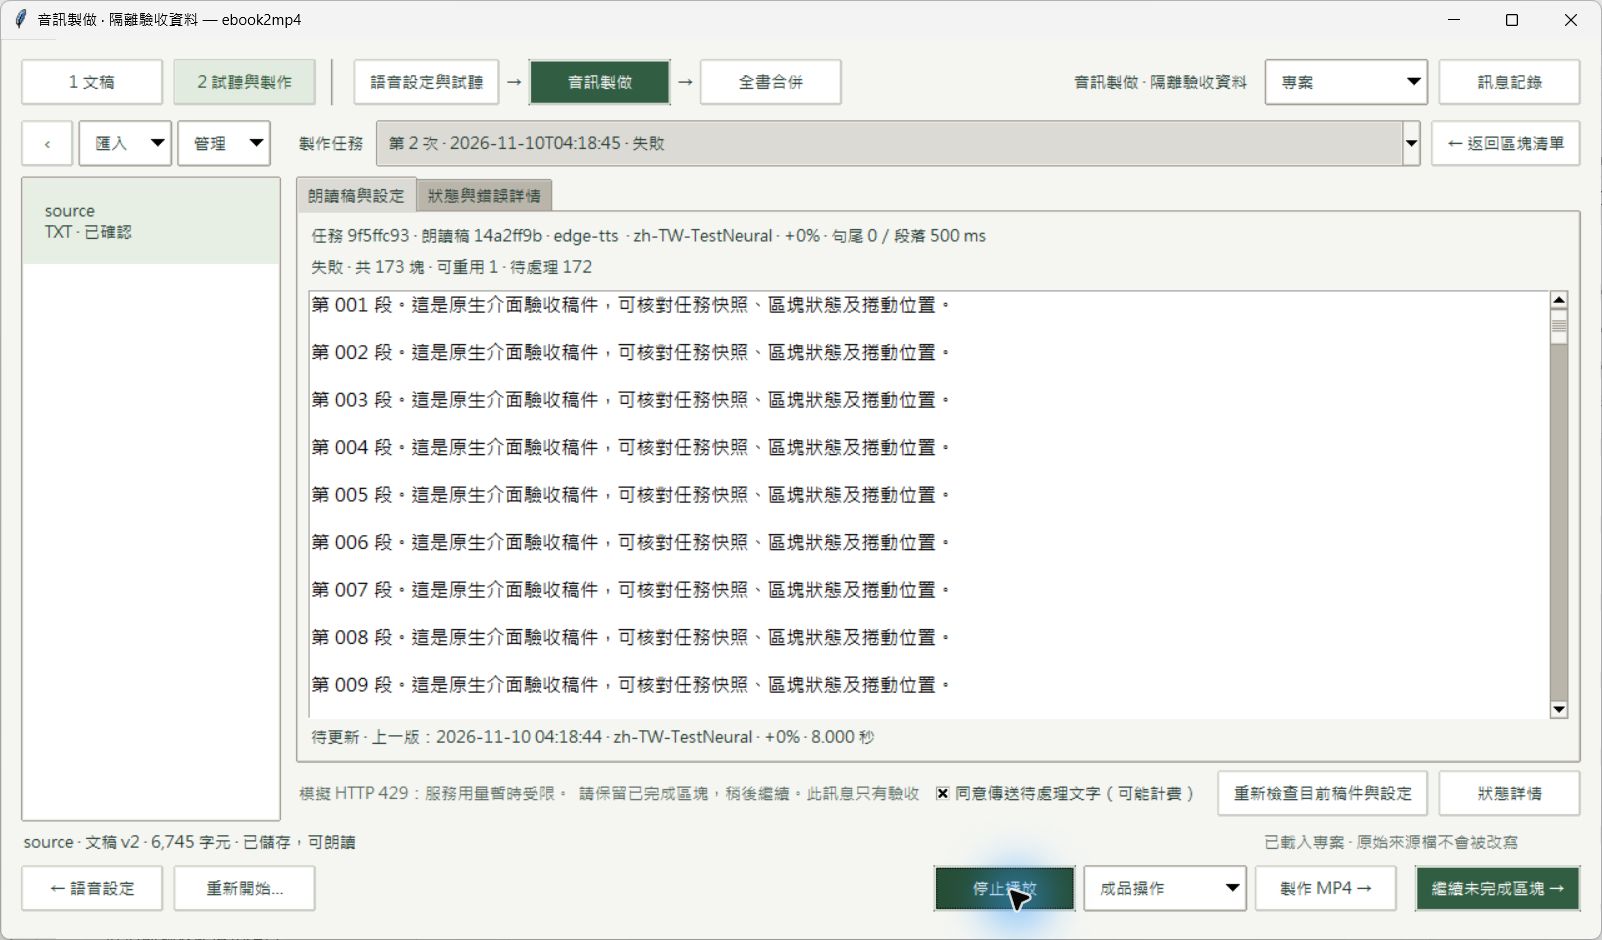 音訊製做 · 隔離驗收資料 — ebook2mp4
1 文稿
2 試聽與製作
語音設定與試聽
→
音訊製做
→
全書合併
音訊製做 · 隔離驗收資料
專案
訊息記錄
‹
匯入
管理
製作任務
第 2 次 · 2026-11-10T04:18:45 · 失敗
← 返回區塊清單
source
TXT · 已確認
朗讀稿與設定
狀態與錯誤詳情
任務 9f5ffc93 · 朗讀稿 14a2ff9b · edge-tts · zh-TW-TestNeural · +0% · 句尾 0 / 段落 500 ms
失敗 · 共 173 塊 · 可重用 1 · 待處理 172
第 001 段。這是原生介面驗收稿件，可核對任務快照、區塊狀態及捲動位置。
第 002 段。這是原生介面驗收稿件，可核對任務快照、區塊狀態及捲動位置。
第 003 段。這是原生介面驗收稿件，可核對任務快照、區塊狀態及捲動位置。
第 004 段。這是原生介面驗收稿件，可核對任務快照、區塊狀態及捲動位置。
第 005 段。這是原生介面驗收稿件，可核對任務快照、區塊狀態及捲動位置。
第 006 段。這是原生介面驗收稿件，可核對任務快照、區塊狀態及捲動位置。
第 007 段。這是原生介面驗收稿件，可核對任務快照、區塊狀態及捲動位置。
第 008 段。這是原生介面驗收稿件，可核對任務快照、區塊狀態及捲動位置。
第 009 段。這是原生介面驗收稿件，可核對任務快照、區塊狀態及捲動位置。
待更新 · 上一版：2026-11-10 04:18:44 · zh-TW-TestNeural · +0% · 8.000 秒
模擬 HTTP 429：服務用量暫時受限。 請保留已完成區塊，稍後繼續。此訊息只有驗收
同意傳送待處理文字（可能計費）
重新檢查目前稿件與設定
狀態詳情
source · 文稿 v2 · 6,745 字元 · 已儲存，可朗讀
已載入專案 · 原始來源檔不會被改寫
← 語音設定
重新開始...
停止播放
成品操作
製作 MP4 →
繼續未完成區塊 →